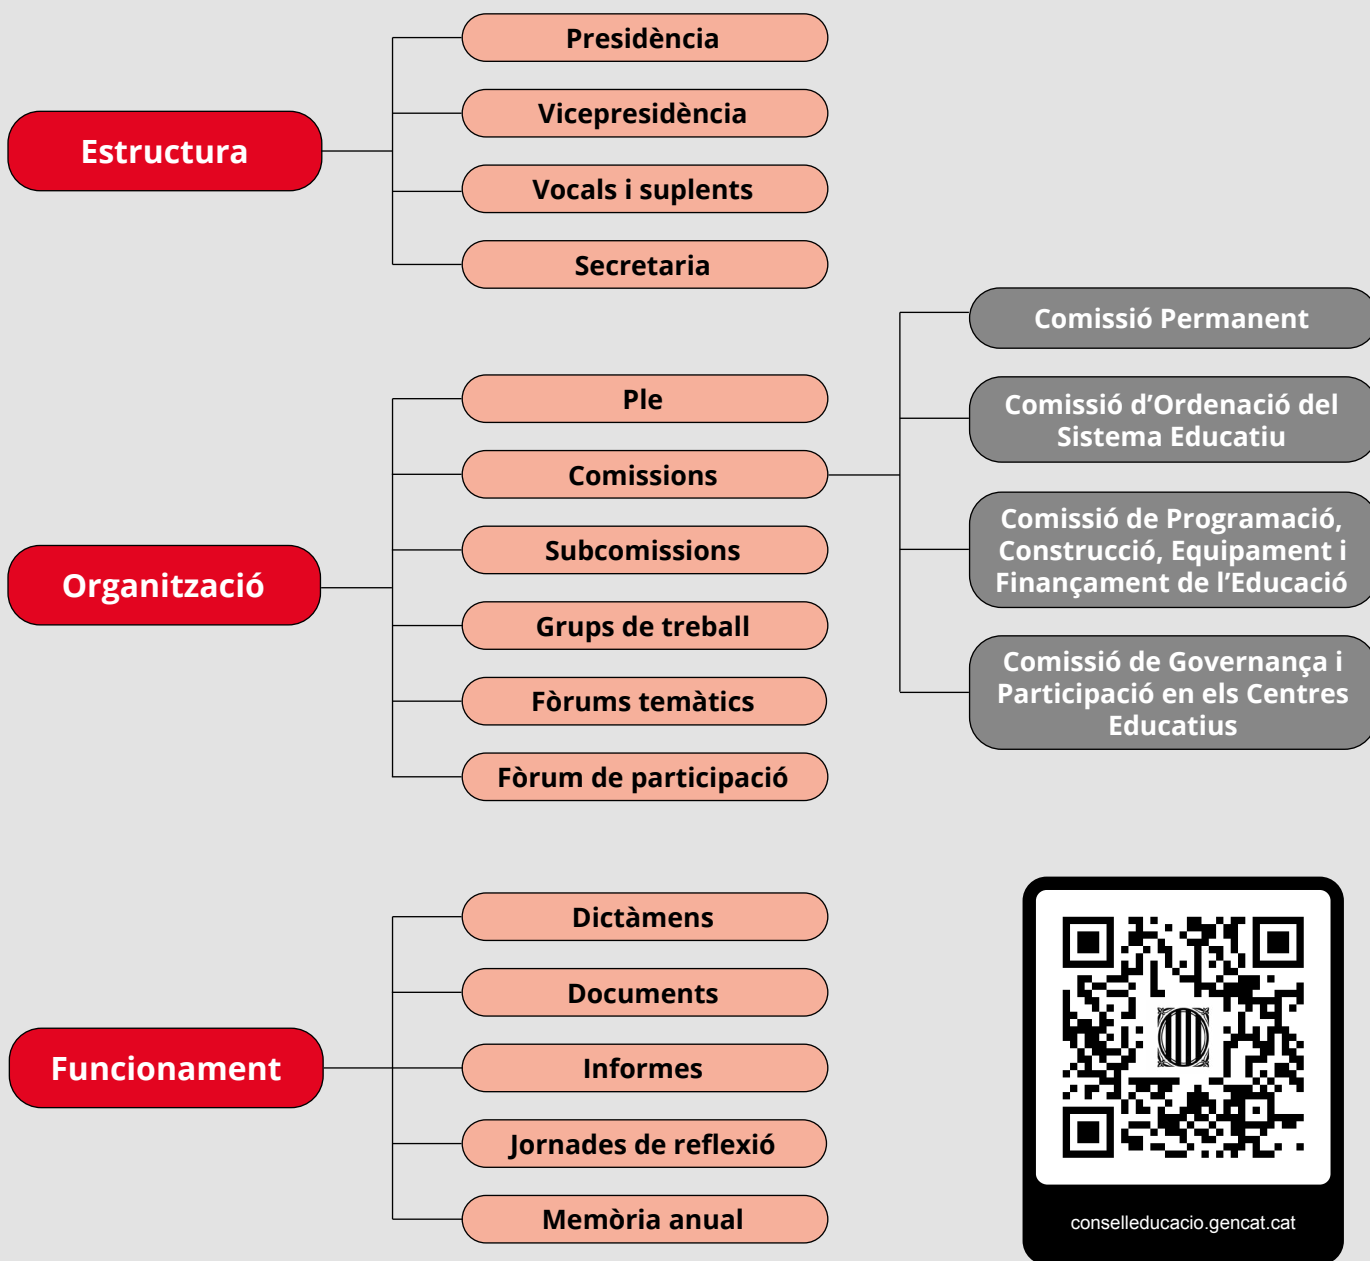 Estructura
Presidència
Vicepresidència
Vocals i suplents
Secretaria
Organització
Ple
Comissions
Subcomissions
Grups de treball
Fòrums temàtics
Fòrum de participació
Comissió Permanent
Comissió d’Ordenació del
Sistema Educatiu
Comissió de Programació,
Construcció, Equipament i
Finançament de l’Educació
Comissió de Governança i
Participació en els Centres
Educatius
Funcionament
Dictàmens
Documents
Informes
Jornades de reflexió
Memòria anual
conselleducacio.gencat.cat